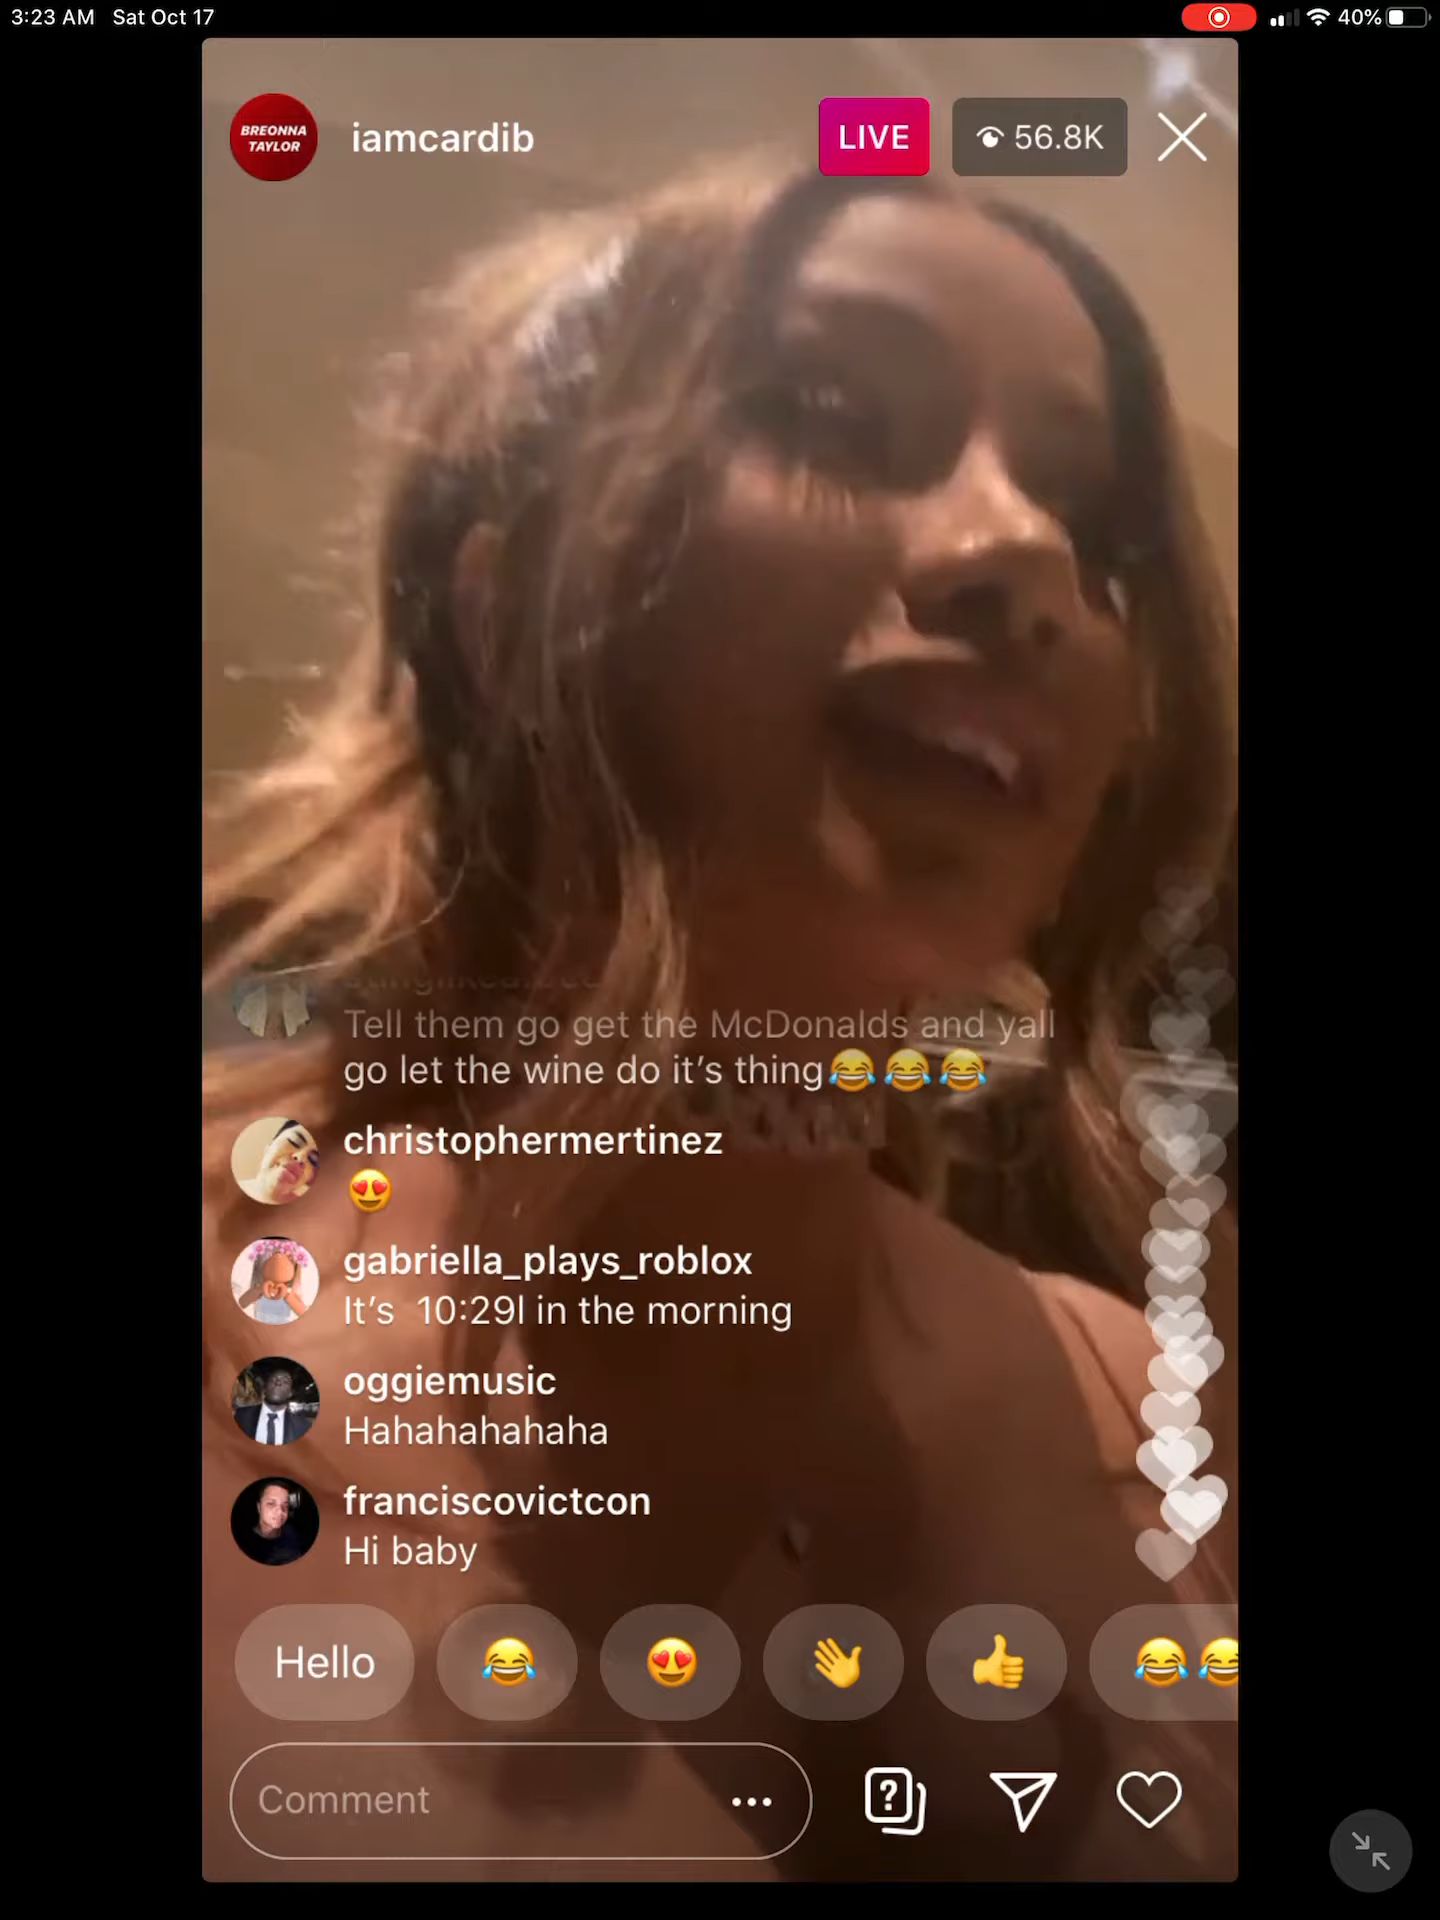 3:23 AM Sat Oct 17
40%
BREONNA
TAYLOR
iamcardib
LIVE
56.8K
Tell them go get the McDonalds and yall
go let the wine do it’s thing😂😂😂
christophermertinez
😍
gabriella_plays_roblox
It’s 10:29l in the morning
oggiemusic
Hahahahahaha
franciscovictcon
Hi baby
Hello 😂 😍 👋 👍 😂😂
Comment